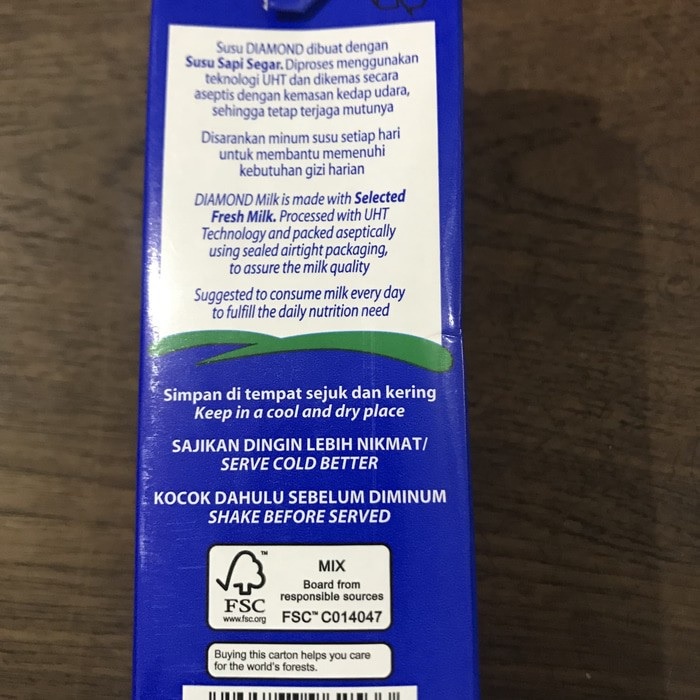 Susu DIAMOND dibuat dengan
Susu Sapi Segar. Diproses menggunakan
teknologi UHT dan dikemas secara
aseptis dengan kemasan kedap udara,
sehingga tetap terjaga mutunya
Disarankan minum susu setiap hari
untuk membantu memenuhi
kebutuhan gizi harian
DIAMOND Milk is made with Selected
Fresh Milk. Processed with UHT
Technology and packed aseptically
using sealed airtight packaging,
to assure the milk quality
Suggested to consume milk every day
to fulfill the daily nutrition need
Simpan di tempat sejuk dan kering
Keep in a cool and dry place
SAJIKAN DINGIN LEBIH NIKMAT/
SERVE COLD BETTER
KOCOK DAHULU SEBELUM DIMINUM
SHAKE BEFORE SERVED
FSC
www.fsc.org
MIX
Board from
responsible sources
FSC™ C014047
Buying this carton helps you care
for the world's forests.